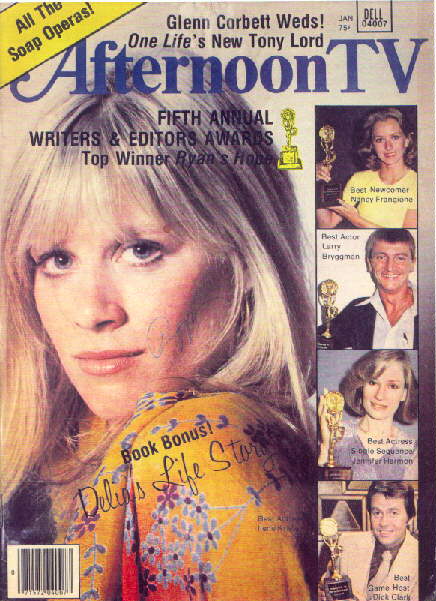 All The
Soap Operas!
Glenn Corbett Weds!
One Life's New Tony Lord
JAN
75¢
DELL
04007
Afternoon TV
FIFTH ANNUAL
WRITERS & EDITORS AWARDS
Top Winner Ryan's Hope
Best Newcomer
Nancy Frangione
Best Actor
Larry
Bryggman
Best Actress
Single Sequence
Jennifer Harmon
Book Bonus!
Delia's Life Story
Best Actress
Best
Game Host
Dick Clark